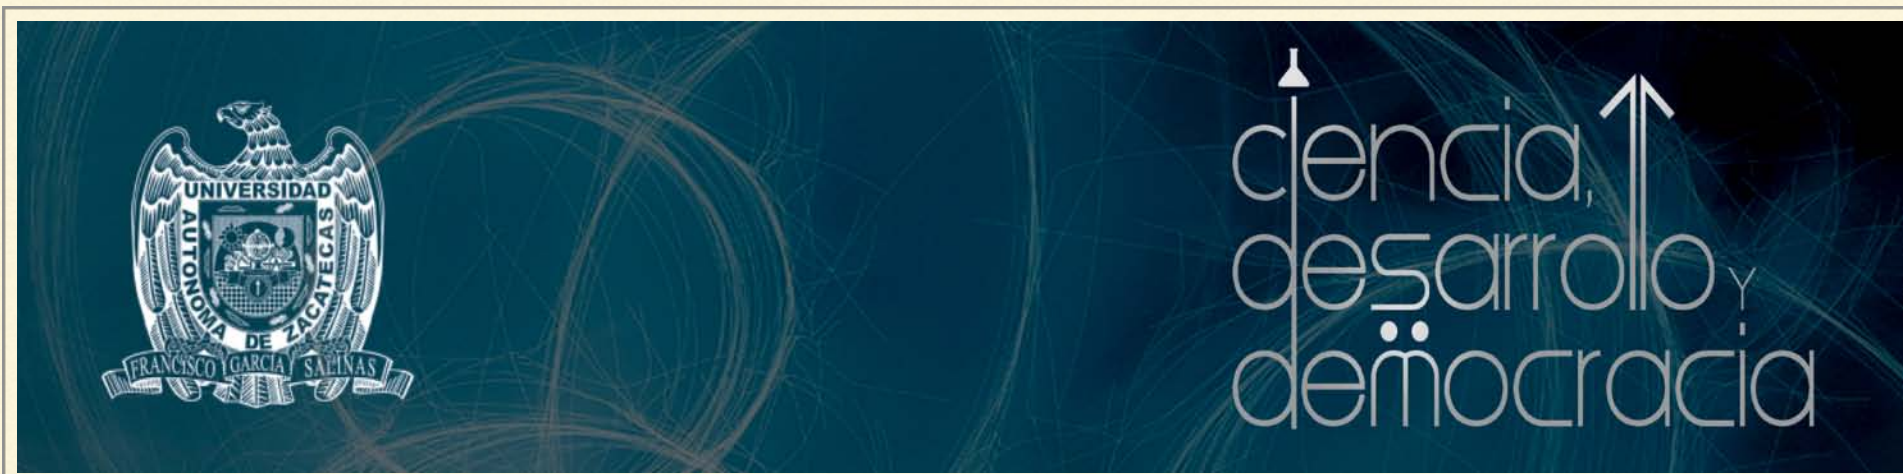 UNIVERSIDAD
AUTONOMA DE ZACATECAS
FRANCISCO GARCIA SALINAS
ciencia,
desarrollo y
democracia